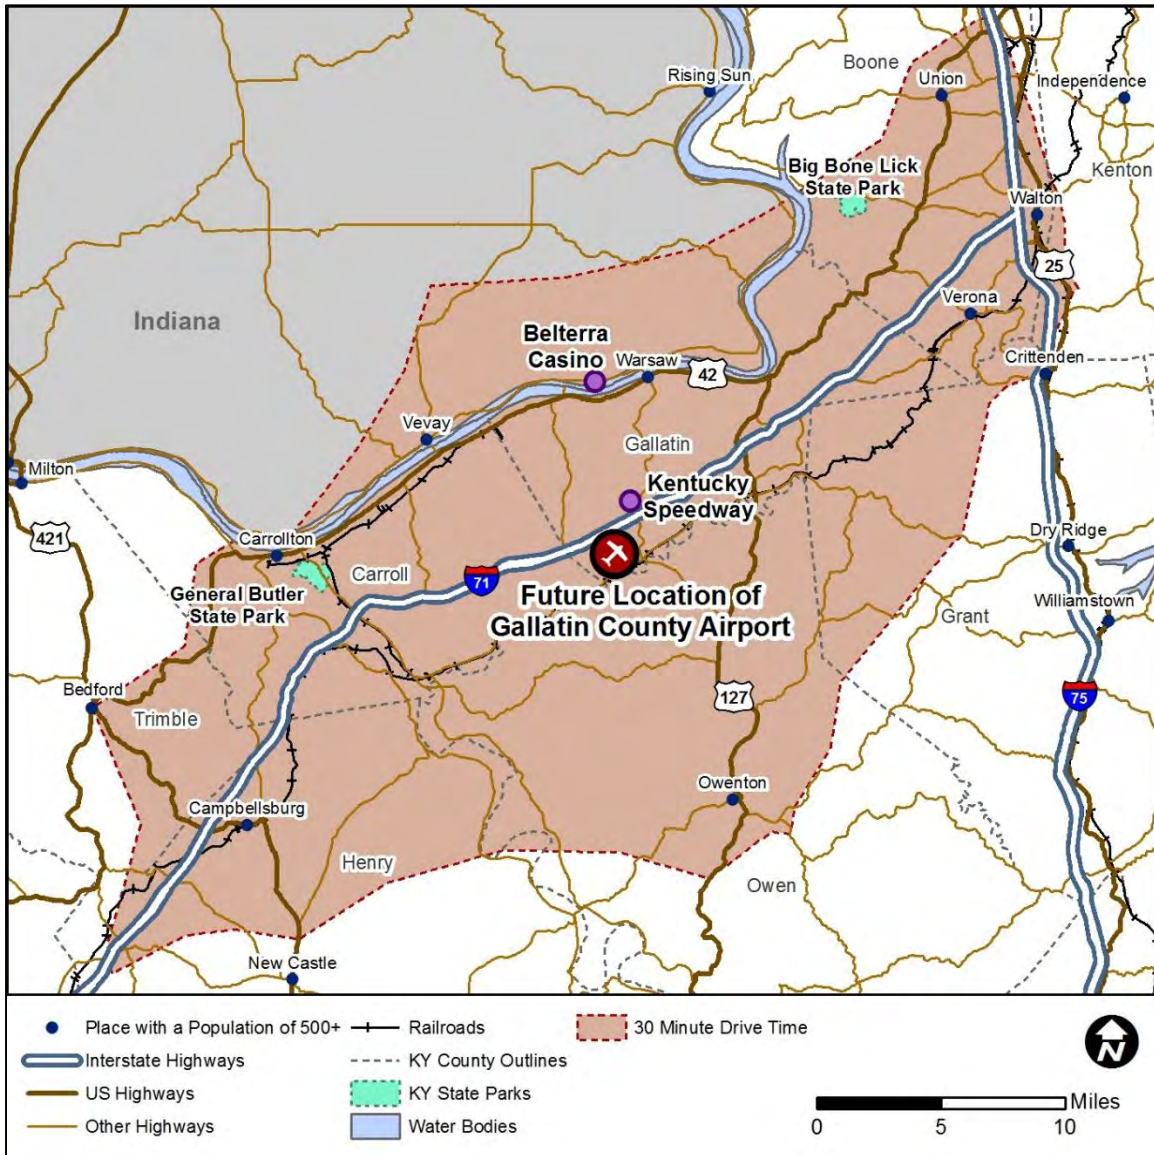 Boone
Rising Sun
Union
Independence
Big Bone Lick
State Park
Kenton
Walton
25
Indiana
Verona
Belterra
Casino
Warsaw
42
Crittenden
Vevay
Gallatin
Milton
Kentucky
Speedway
421
Carrollton
Dry Ridge
Carroll
71
General Butler
State Park
Future Location of
Gallatin County Airport
Williamstown
Grant
Bedford
Trimble
127
75
Owenton
Campbellsburg
Henry
Owen
New Castle
Place with a Population of 500+
Railroads
30 Minute Drive Time
Interstate Highways
KY County Outlines
N
US Highways
KY State Parks
Other Highways
Water Bodies
Miles
0 5 10